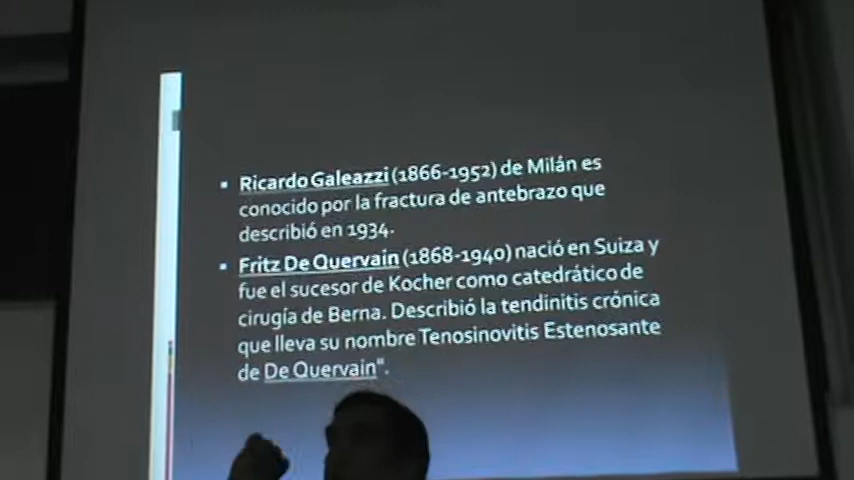 ▪ Ricardo Galeazzi (1866-1952) de Milán es
conocido por la fractura de antebrazo que
describió en 1934.
▪ Fritz De Quervain (1868-1940) nació en Suiza y
fue el sucesor de Kocher como catedrático de
cirugía de Berna. Describió la tendinitis crónica
que lleva su nombre Tenosinovitis Estenosante
de De Quervain".